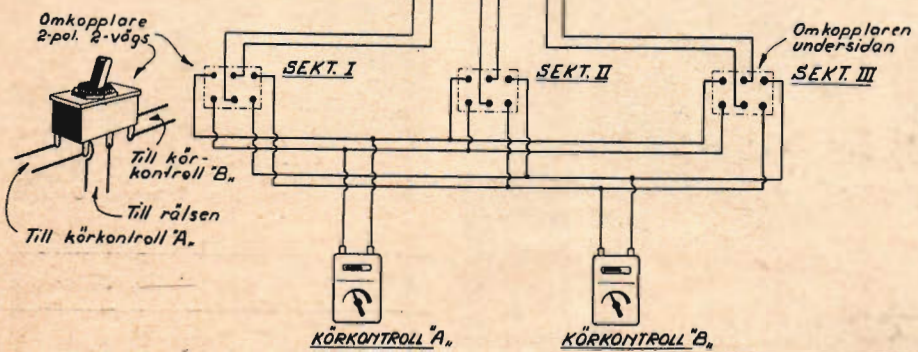 Omkopplare
2-pol. 2-vägs
SEKT. I
SEKT. II
Omkopplaren
undersidan
SEKT. III
Till kör-
kontroll "B„
Till rälsen
Till körkontroll "A„
KÖRKONTROLL "A„
KÖRKONTROLL "B„